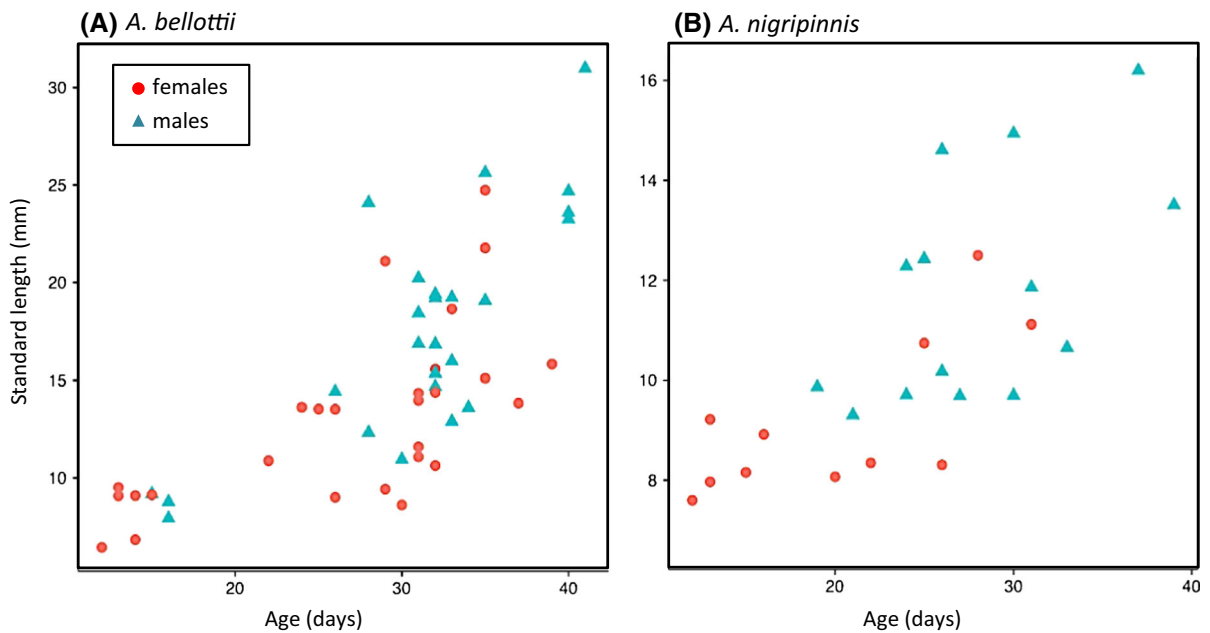 (A) A. bellottii
(B) A. nigripinnis
females
males
Standard length (mm)
30
25
20
15
10
20
30
40
Age (days)
16
14
12
10
8
20
30
40
Age (days)